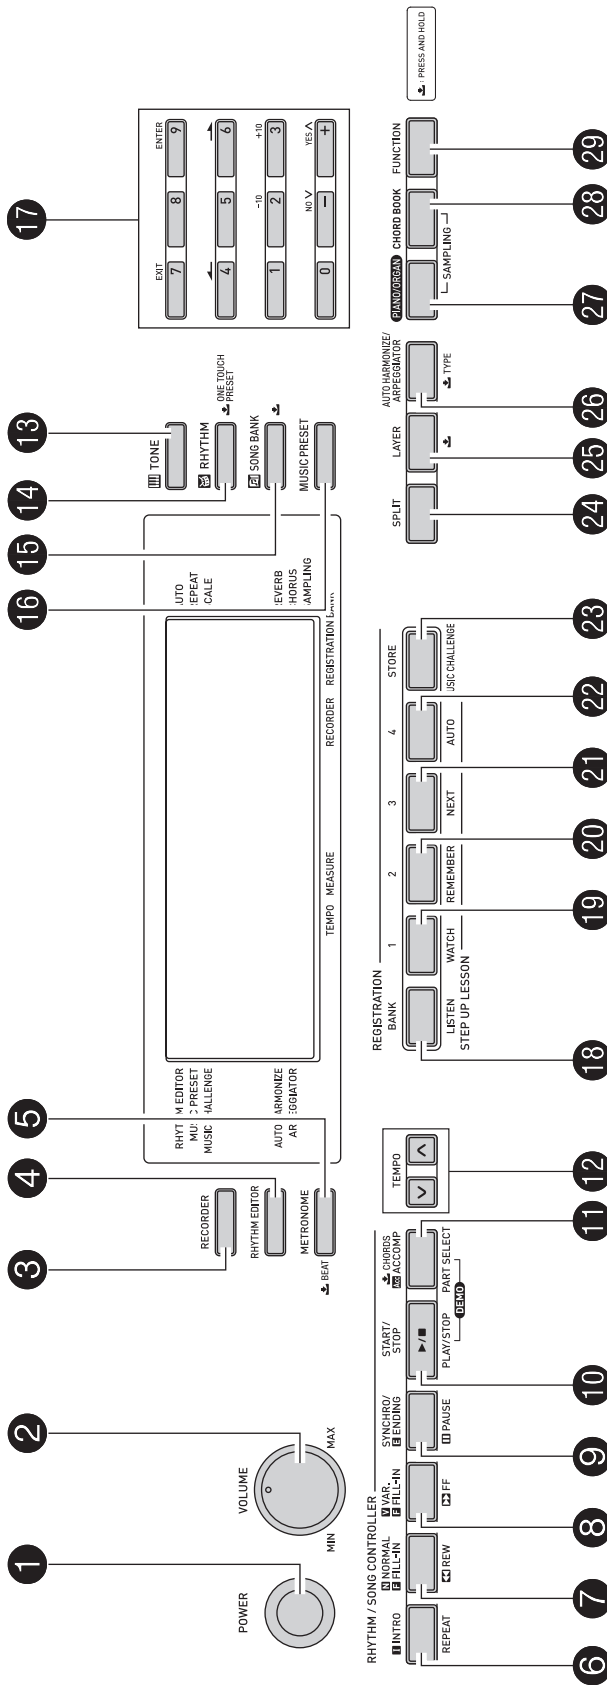 1 2 3 4 5 16 15 14 13 17
POWER
VOLUME
MIN MAX
RECORDER
RHYTHM EDITOR
METRONOME
BEAT
RHYTHM EDITOR
MUSIC PRESET
MUSIC HALLENGE
AUTO ARMONIZE
AR EGGIATOR
TEMPO MEASURE RECORDER REGISTRATION BANK
UTO
EPEAT
CALE
EVERB
HORUS
AMPLING
TONE
RHYTHM
ONE TOUCH
PRESET
SONG BANK
MUSIC PRESET
EXIT ENTER
7 8 9
4 5 6
-10 +10
1 2 3
NO ∨ YES ∧
0 − +
RHYTHM / SONG CONTROLLER
I INTRO
REPEAT
N NORMAL
F FILL-IN
◀◀ REW
V VAR.
F FILL-IN
▶▶ FF
SYNCHRO/
E ENDING
PAUSE
START/
STOP
▶/■
PLAY/STOP
CHORDS
ACCOMP
PART SELECT
DEMO
TEMPO
∨ ∧
REGISTRATION
BANK 1 2 3 4 STORE
LISTEN WATCH REMEMBER NEXT AUTO USIC CHALLENGE
STEP UP LESSON
SPLIT
LAYER
AUTO HARMONIZE/
ARPEGGIATOR
TYPE
PIANO/ORGAN
CHORD BOOK
SAMPLING
FUNCTION
: PRESS AND HOLD
6 7 8 9 10 11 12 18 19 20 21 22 23 24 25 26 27 28 29